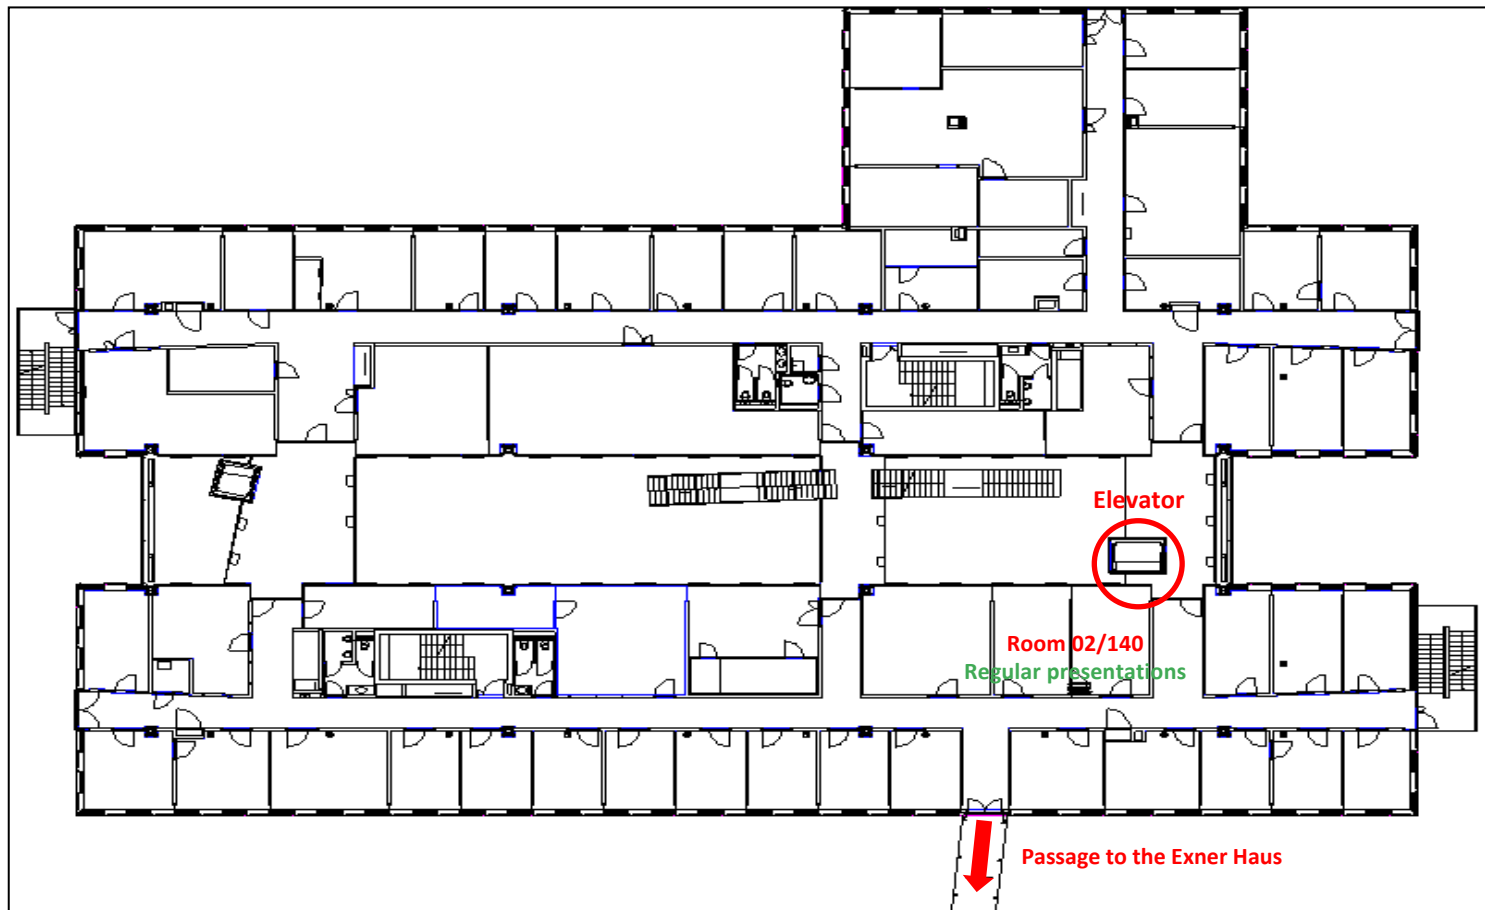 Elevator
Room 02/140
Regular presentations
Passage to the Exner Haus